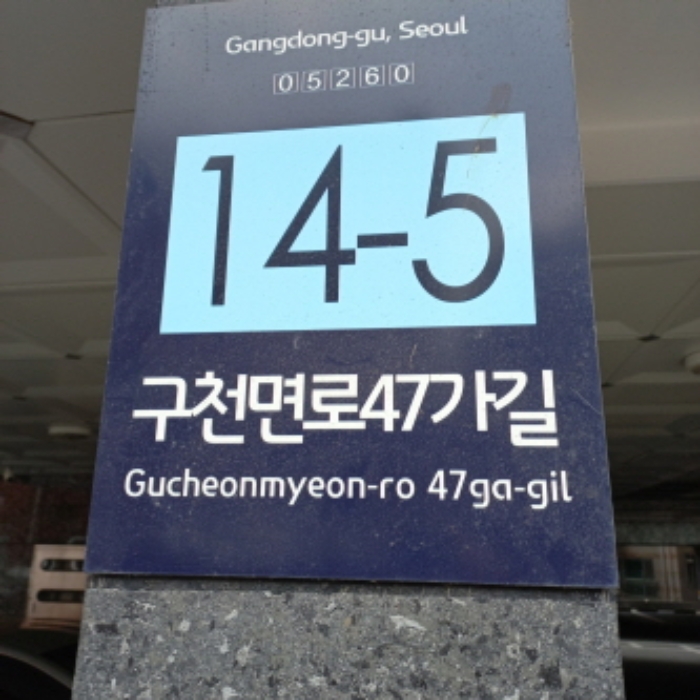 Gangdong-gu, Seoul
05260
14-5
구천면로47가길
Gucheonmyeon-ro 47ga-gil